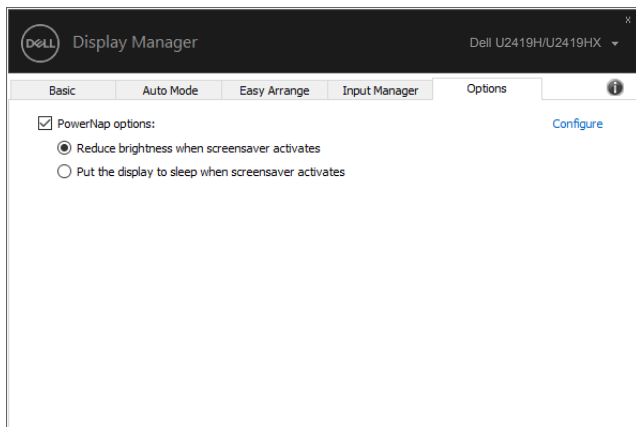 x
DELL Display Manager Dell U2419H/U2419HX
Basic Auto Mode Easy Arrange Input Manager Options
PowerNap options: Configure
Reduce brightness when screensaver activates
Put the display to sleep when screensaver activates